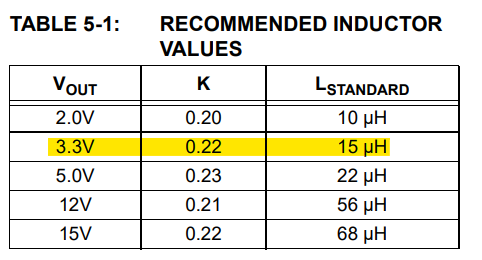 TABLE 5-1: RECOMMENDED INDUCTOR
VALUES
VOUT K LSTANDARD
2.0V 0.20 10 µH
3.3V 0.22 15 µH
5.0V 0.23 22 µH
12V 0.21 56 µH
15V 0.22 68 µH